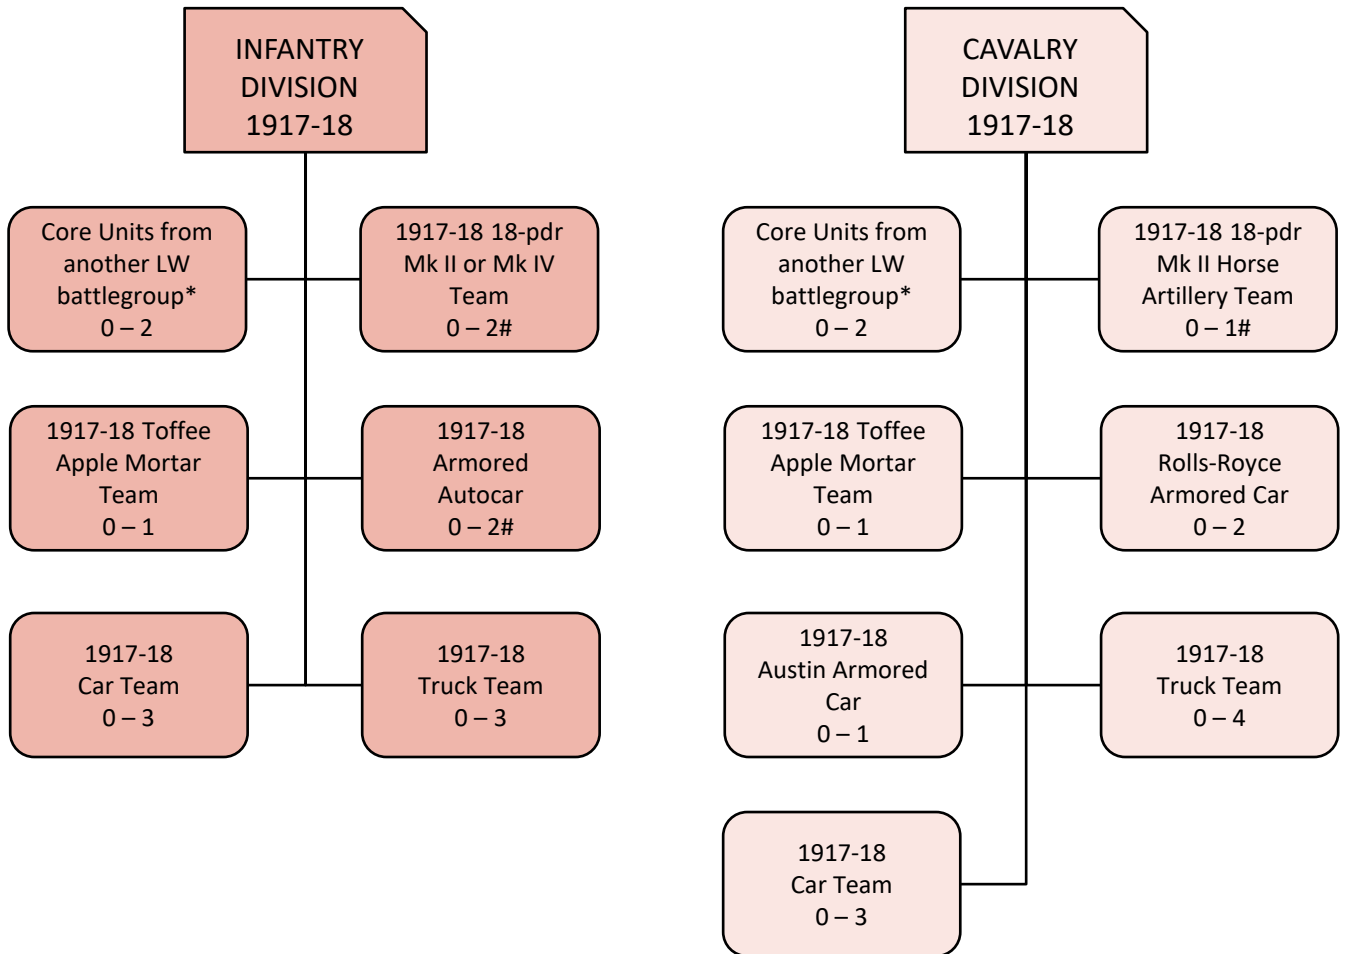 INFANTRY
DIVISION
1917-18
Core Units from
another LW
battlegroup*
0 – 2
1917-18 18-pdr
Mk II or Mk IV
Team
0 – 2#
1917-18 Toffee
Apple Mortar
Team
0 – 1
1917-18
Armored
Autocar
0 – 2#
1917-18
Car Team
0 – 3
1917-18
Truck Team
0 – 3
CAVALRY
DIVISION
1917-18
Core Units from
another LW
battlegroup*
0 – 2
1917-18 18-pdr
Mk II Horse
Artillery Team
0 – 1#
1917-18 Toffee
Apple Mortar
Team
0 – 1
1917-18
Rolls-Royce
Armored Car
0 – 2
1917-18
Austin Armored
Car
0 – 1
1917-18
Truck Team
0 – 4
1917-18
Car Team
0 – 3